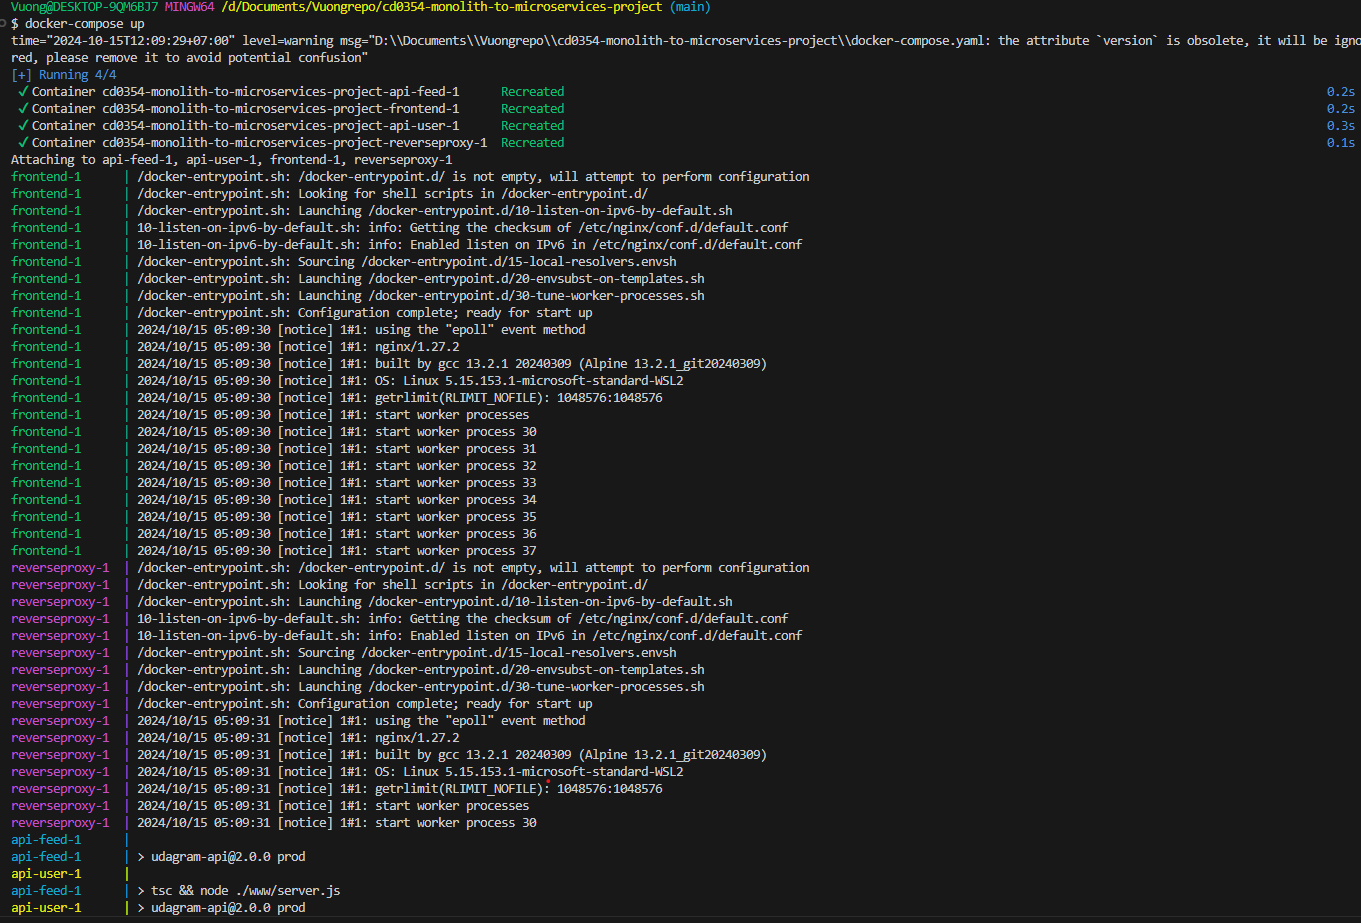 Vuong@DESKTOP-9QM6BJ7 MINGW64 /d/Documents/Vuongrepo/cd0354-monolith-to-microservices-project (main)
$ docker-compose up
time="2024-10-15T12:09:29+07:00" level=warning msg="D:\\Documents\\Vuongrepo\\cd0354-monolith-to-microservices-project\\docker-compose.yaml: the attribute `version` is obsolete, it will be igno
red, please remove it to avoid potential confusion"
[+] Running 4/4
✓ Container cd0354-monolith-to-microservices-project-api-feed-1 Recreated 0.2s
✓ Container cd0354-monolith-to-microservices-project-frontend-1 Recreated 0.2s
✓ Container cd0354-monolith-to-microservices-project-api-user-1 Recreated 0.3s
✓ Container cd0354-monolith-to-microservices-project-reverseproxy-1 Recreated 0.1s
Attaching to api-feed-1, api-user-1, frontend-1, reverseproxy-1
frontend-1 | /docker-entrypoint.sh: /docker-entrypoint.d/ is not empty, will attempt to perform configuration
frontend-1 | /docker-entrypoint.sh: Looking for shell scripts in /docker-entrypoint.d/
frontend-1 | /docker-entrypoint.sh: Launching /docker-entrypoint.d/10-listen-on-ipv6-by-default.sh
frontend-1 | 10-listen-on-ipv6-by-default.sh: info: Getting the checksum of /etc/nginx/conf.d/default.conf
frontend-1 | 10-listen-on-ipv6-by-default.sh: info: Enabled listen on IPv6 in /etc/nginx/conf.d/default.conf
frontend-1 | /docker-entrypoint.sh: Sourcing /docker-entrypoint.d/15-local-resolvers.envsh
frontend-1 | /docker-entrypoint.sh: Launching /docker-entrypoint.d/20-envsubst-on-templates.sh
frontend-1 | /docker-entrypoint.sh: Launching /docker-entrypoint.d/30-tune-worker-processes.sh
frontend-1 | /docker-entrypoint.sh: Configuration complete; ready for start up
frontend-1 | 2024/10/15 05:09:30 [notice] 1#1: using the "epoll" event method
frontend-1 | 2024/10/15 05:09:30 [notice] 1#1: nginx/1.27.2
frontend-1 | 2024/10/15 05:09:30 [notice] 1#1: built by gcc 13.2.1 20240309 (Alpine 13.2.1_git20240309)
frontend-1 | 2024/10/15 05:09:30 [notice] 1#1: OS: Linux 5.15.153.1-microsoft-standard-WSL2
frontend-1 | 2024/10/15 05:09:30 [notice] 1#1: getrlimit(RLIMIT_NOFILE): 1048576:1048576
frontend-1 | 2024/10/15 05:09:30 [notice] 1#1: start worker processes
frontend-1 | 2024/10/15 05:09:30 [notice] 1#1: start worker process 30
frontend-1 | 2024/10/15 05:09:30 [notice] 1#1: start worker process 31
frontend-1 | 2024/10/15 05:09:30 [notice] 1#1: start worker process 32
frontend-1 | 2024/10/15 05:09:30 [notice] 1#1: start worker process 33
frontend-1 | 2024/10/15 05:09:30 [notice] 1#1: start worker process 34
frontend-1 | 2024/10/15 05:09:30 [notice] 1#1: start worker process 35
frontend-1 | 2024/10/15 05:09:30 [notice] 1#1: start worker process 36
frontend-1 | 2024/10/15 05:09:30 [notice] 1#1: start worker process 37
reverseproxy-1 | /docker-entrypoint.sh: /docker-entrypoint.d/ is not empty, will attempt to perform configuration
reverseproxy-1 | /docker-entrypoint.sh: Looking for shell scripts in /docker-entrypoint.d/
reverseproxy-1 | /docker-entrypoint.sh: Launching /docker-entrypoint.d/10-listen-on-ipv6-by-default.sh
reverseproxy-1 | 10-listen-on-ipv6-by-default.sh: info: Getting the checksum of /etc/nginx/conf.d/default.conf
reverseproxy-1 | 10-listen-on-ipv6-by-default.sh: info: Enabled listen on IPv6 in /etc/nginx/conf.d/default.conf
reverseproxy-1 | /docker-entrypoint.sh: Sourcing /docker-entrypoint.d/15-local-resolvers.envsh
reverseproxy-1 | /docker-entrypoint.sh: Launching /docker-entrypoint.d/20-envsubst-on-templates.sh
reverseproxy-1 | /docker-entrypoint.sh: Launching /docker-entrypoint.d/30-tune-worker-processes.sh
reverseproxy-1 | /docker-entrypoint.sh: Configuration complete; ready for start up
reverseproxy-1 | 2024/10/15 05:09:31 [notice] 1#1: using the "epoll" event method
reverseproxy-1 | 2024/10/15 05:09:31 [notice] 1#1: nginx/1.27.2
reverseproxy-1 | 2024/10/15 05:09:31 [notice] 1#1: built by gcc 13.2.1 20240309 (Alpine 13.2.1_git20240309)
reverseproxy-1 | 2024/10/15 05:09:31 [notice] 1#1: OS: Linux 5.15.153.1-microsoft-standard-WSL2
reverseproxy-1 | 2024/10/15 05:09:31 [notice] 1#1: getrlimit(RLIMIT_NOFILE): 1048576:1048576
reverseproxy-1 | 2024/10/15 05:09:31 [notice] 1#1: start worker processes
reverseproxy-1 | 2024/10/15 05:09:31 [notice] 1#1: start worker process 30
api-feed-1 |
api-feed-1 | > udagram-api@2.0.0 prod
api-user-1 |
api-feed-1 | > tsc && node ./www/server.js
api-user-1 | > udagram-api@2.0.0 prod